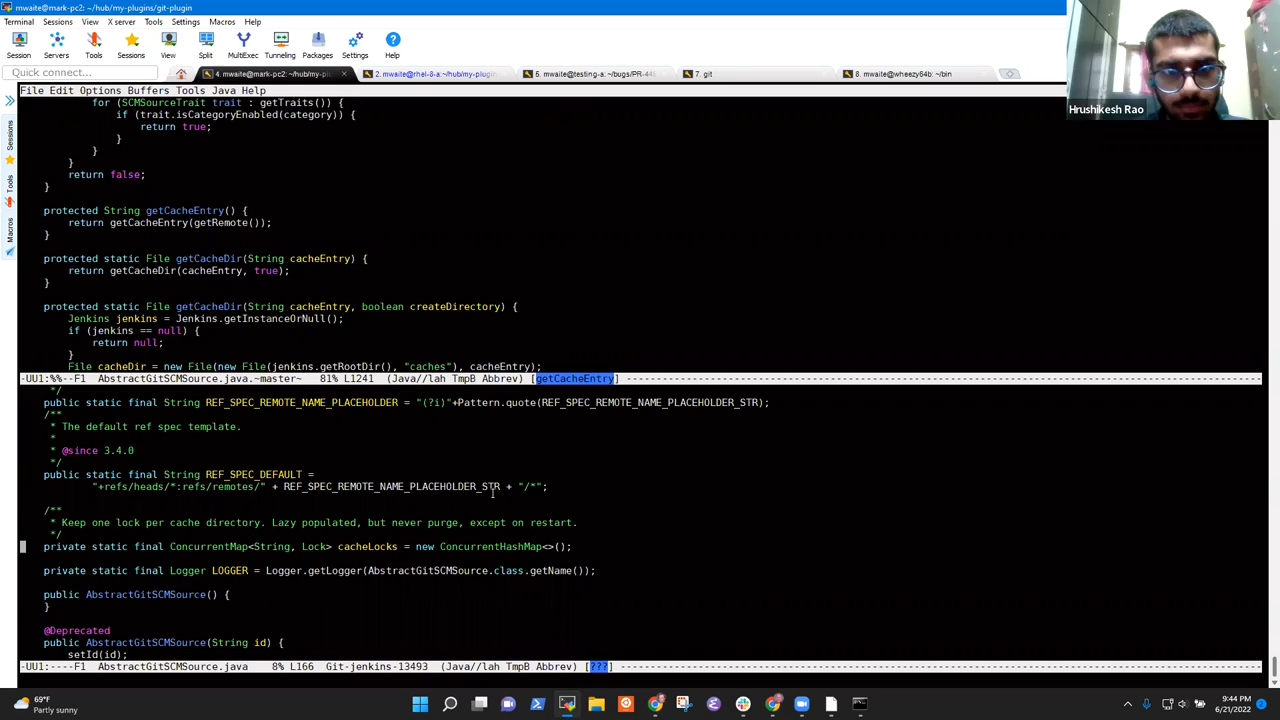 mwaite@mark-pc2: ~/hub/my-plugins/git-plugin
Terminal Sessions View X server Tools Settings Macros Help
Session Servers Tools Sessions View Split MultiExec Tunneling Packages Settings Help
Quick connect...
4. mwaite@mark-pc2: ~/hub/my-pl
2. mwaite@rhel-8-a:~/hub/my-plugin
5. mwaite@testing-a: ~/bugs/PR-44
7. git
8. mwaite@wheezy64b: ~/bin
Hrushikesh Rao
Sessions
Tools
Macros
File Edit Options Buffers Tools Java Help
for (SCMSourceTrait trait : getTraits()) {
if (trait.isCategoryEnabled(category)) {
return true;
}
}
}
return false;
}
protected String getCacheEntry() {
return getCacheEntry(getRemote());
}
protected static File getCacheDir(String cacheEntry) {
return getCacheDir(cacheEntry, true);
}
protected static File getCacheDir(String cacheEntry, boolean createDirectory) {
Jenkins jenkins = Jenkins.getInstanceOrNull();
if (jenkins == null) {
return null;
}
File cacheDir = new File(new File(jenkins.getRootDir(), "caches"), cacheEntry);
-UU1:%%--F1 AbstractGitSCMSource.java.~master~ 81% L1241 (Java//lah TmpB Abbrev) [getCacheEntry]
*/
public static final String REF_SPEC_REMOTE_NAME_PLACEHOLDER = "(?i)"+Pattern.quote(REF_SPEC_REMOTE_NAME_PLACEHOLDER_STR);
/**
* The default ref spec template.
*
* @since 3.4.0
*/
public static final String REF_SPEC_DEFAULT =
"+refs/heads/*:refs/remotes/" + REF_SPEC_REMOTE_NAME_PLACEHOLDER_STR + "/*";
/**
* Keep one lock per cache directory. Lazy populated, but never purge, except on restart.
*/
private static final ConcurrentMap<String, Lock> cacheLocks = new ConcurrentHashMap<>();
private static final Logger LOGGER = Logger.getLogger(AbstractGitSCMSource.class.getName());
public AbstractGitSCMSource() {
}
@Deprecated
public AbstractGitSCMSource(String id) {
setId(id);
-UU1:----F1 AbstractGitSCMSource.java 8% L166 Git-jenkins-13493 (Java//lah TmpB Abbrev) [???]
69°F
Partly sunny
9:44 PM
6/21/2022